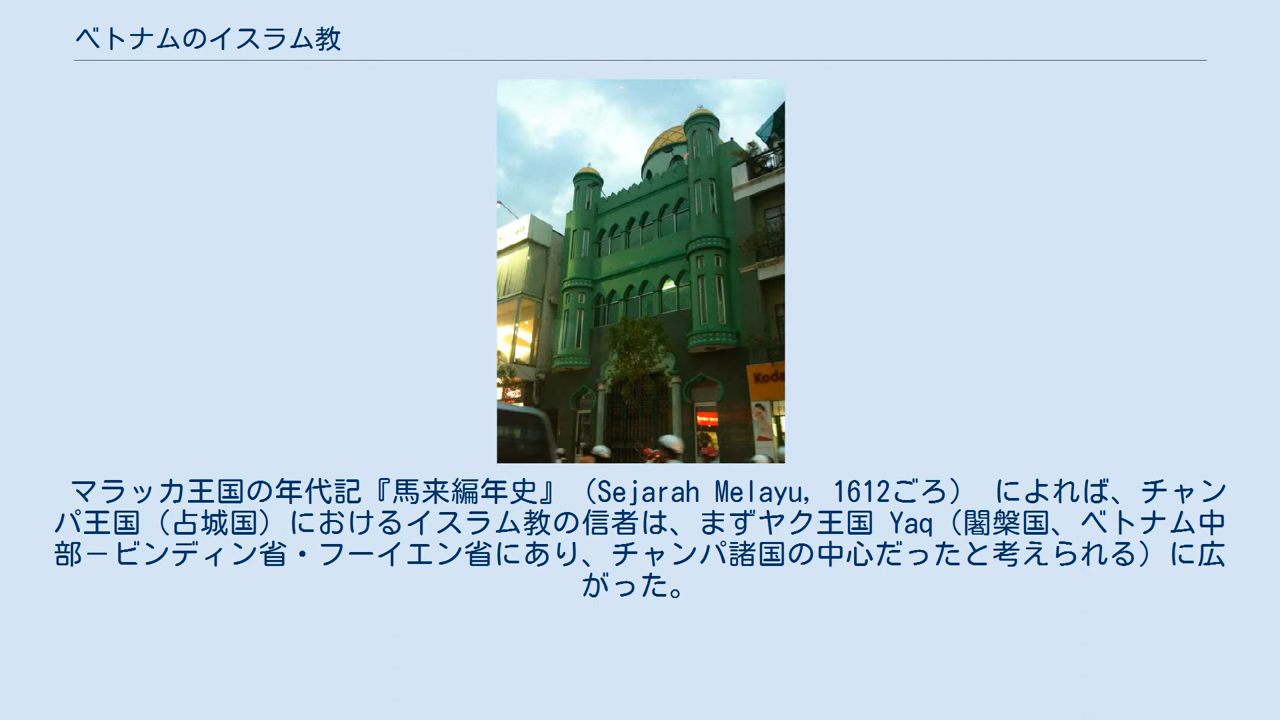 ベトナムのイスラム教
Koda
マラッカ王国の年代記『馬来編年史』（Sejarah Melayu, 1612ごろ） によれば、チャン
パ王国（占城国）におけるイスラム教の信者は、まずヤク王国 Yaq（闍槃国、ベトナム中
部－ビンディン省・フーイエン省にあり、チャンパ諸国の中心だったと考えられる）に広
がった。